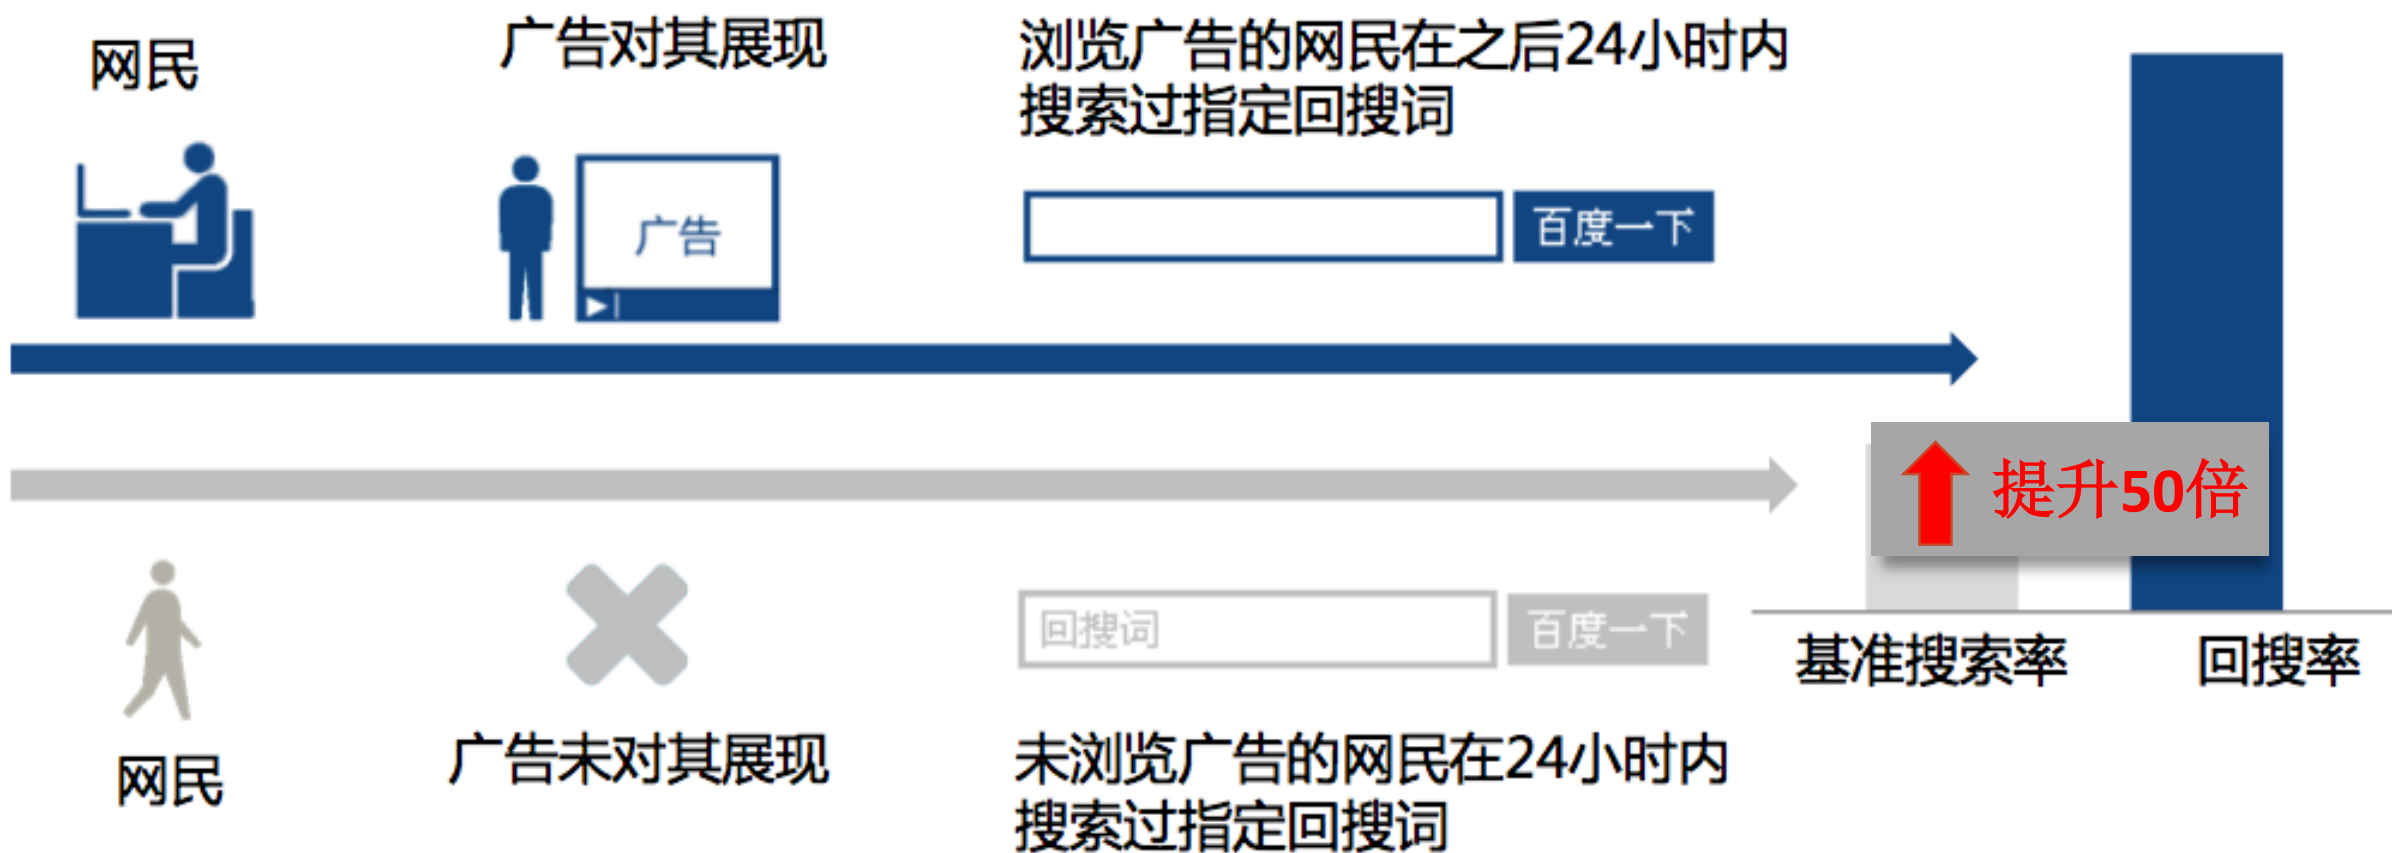 网民
广告对其展现
浏览广告的网民在之后24小时内
搜索过指定回搜词
广告
百度一下
提升50倍
回搜词
百度一下
基准搜索率
回搜率
网民
广告未对其展现
未浏览广告的网民在24小时内
搜索过指定回搜词